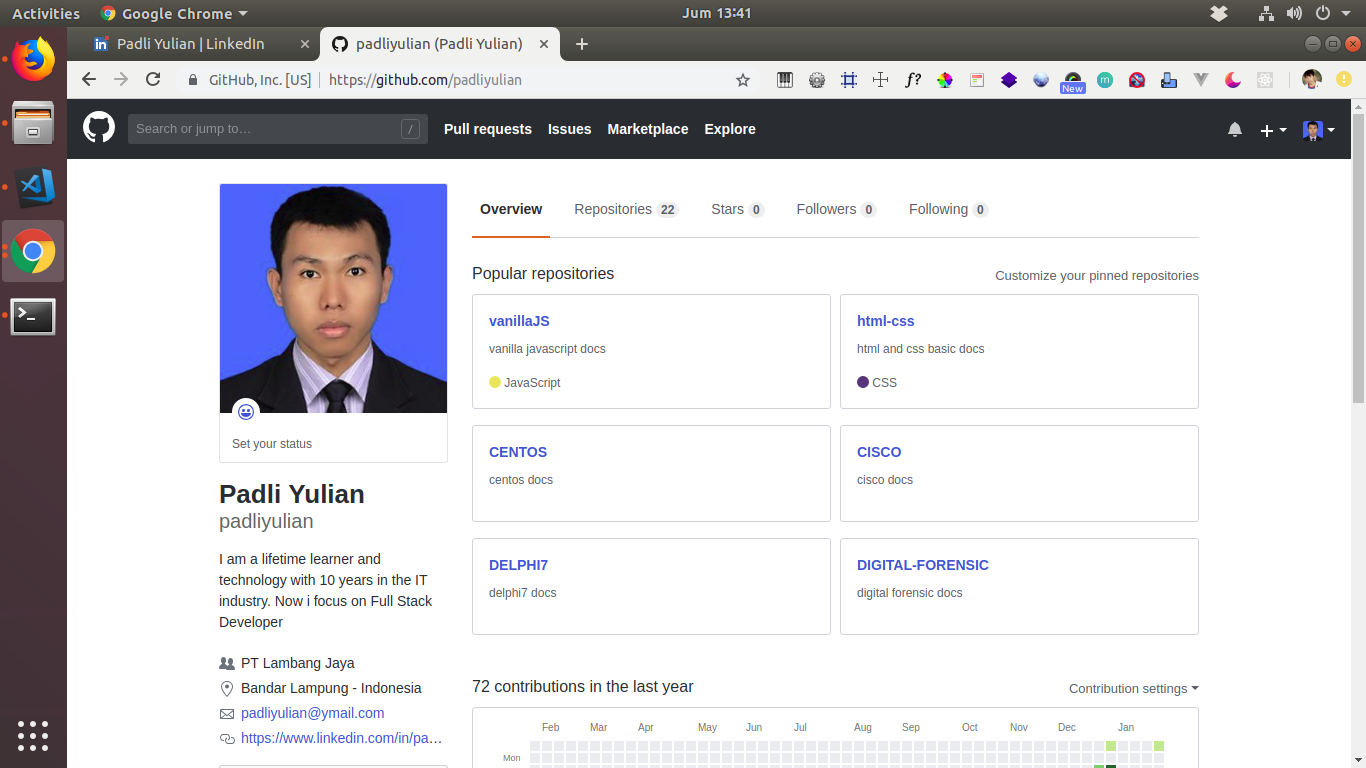 Activities Google Chrome Jum 13:41
Padli Yulian | LinkedIn padliyulian (Padli Yulian)
GitHub, Inc. [US] https://github.com/padliyulian
f? m New
Search or jump to… / Pull requests Issues Marketplace Explore
Overview Repositories 22 Stars 0 Followers 0 Following 0
Popular repositories Customize your pinned repositories
vanillaJS
vanilla javascript docs
JavaScript
html-css
html and css basic docs
CSS
CENTOS
centos docs
CISCO
cisco docs
DELPHI7
delphi7 docs
DIGITAL-FORENSIC
digital forensic docs
Set your status
Padli Yulian
padliyulian
I am a lifetime learner and
technology with 10 years in the IT
industry. Now i focus on Full Stack
Developer
PT Lambang Jaya
Bandar Lampung - Indonesia
padliyulian@ymail.com
https://www.linkedin.com/in/pa…
72 contributions in the last year Contribution settings
Feb Mar Apr May Jun Jul Aug Sep Oct Nov Dec Jan
Mon